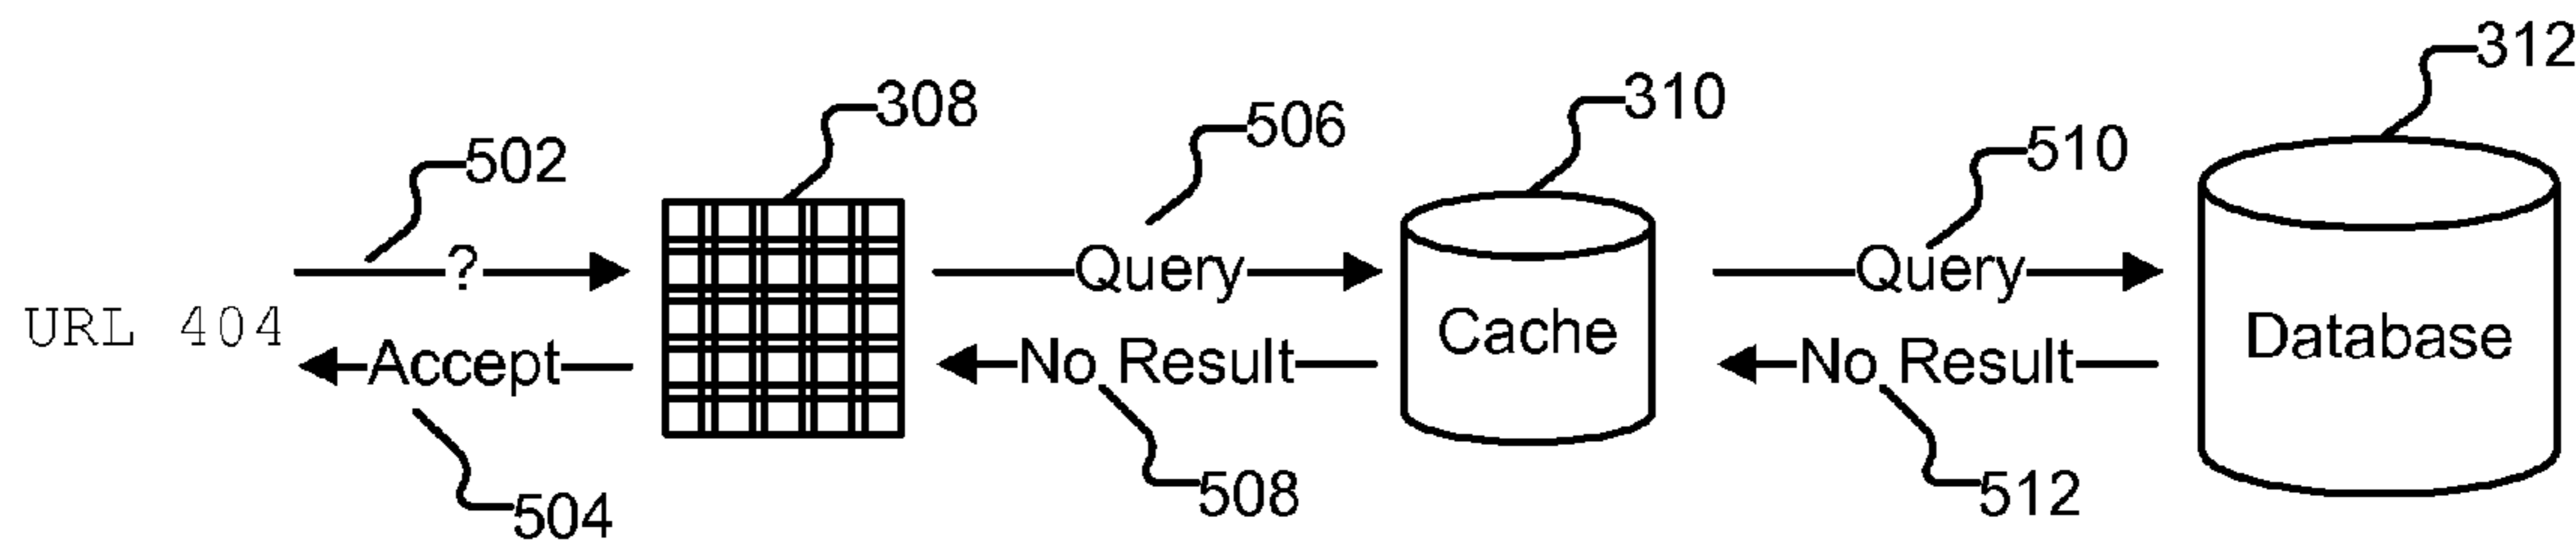 312
308
310
506
502
510
?
Query
Query
URL 404
Cache
Database
Accept
No Result
No Result
508
512
504